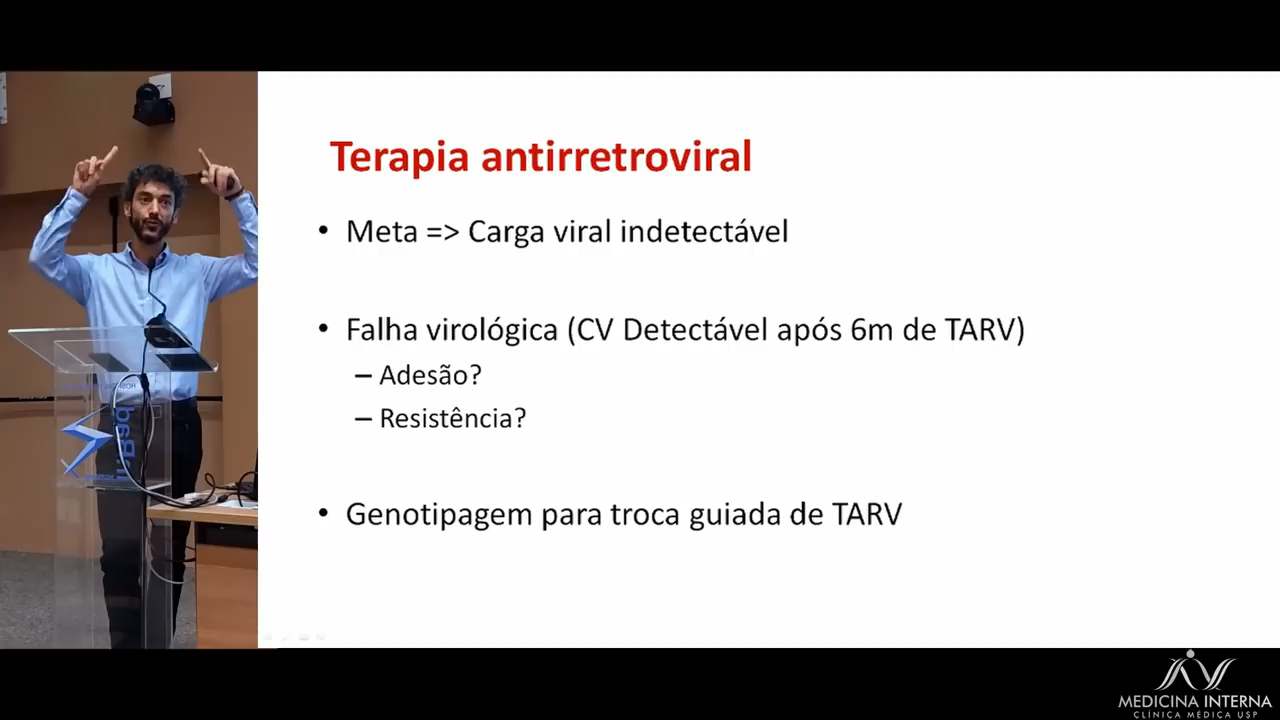 Terapia antirretroviral
• Meta => Carga viral indetectável
• Falha virológica (CV Detectável após 6m de TARV)
– Adesão?
– Resistência?
• Genotipagem para troca guiada de TARV
MEDICINA INTERNA
CLÍNICA MÉDICA USP